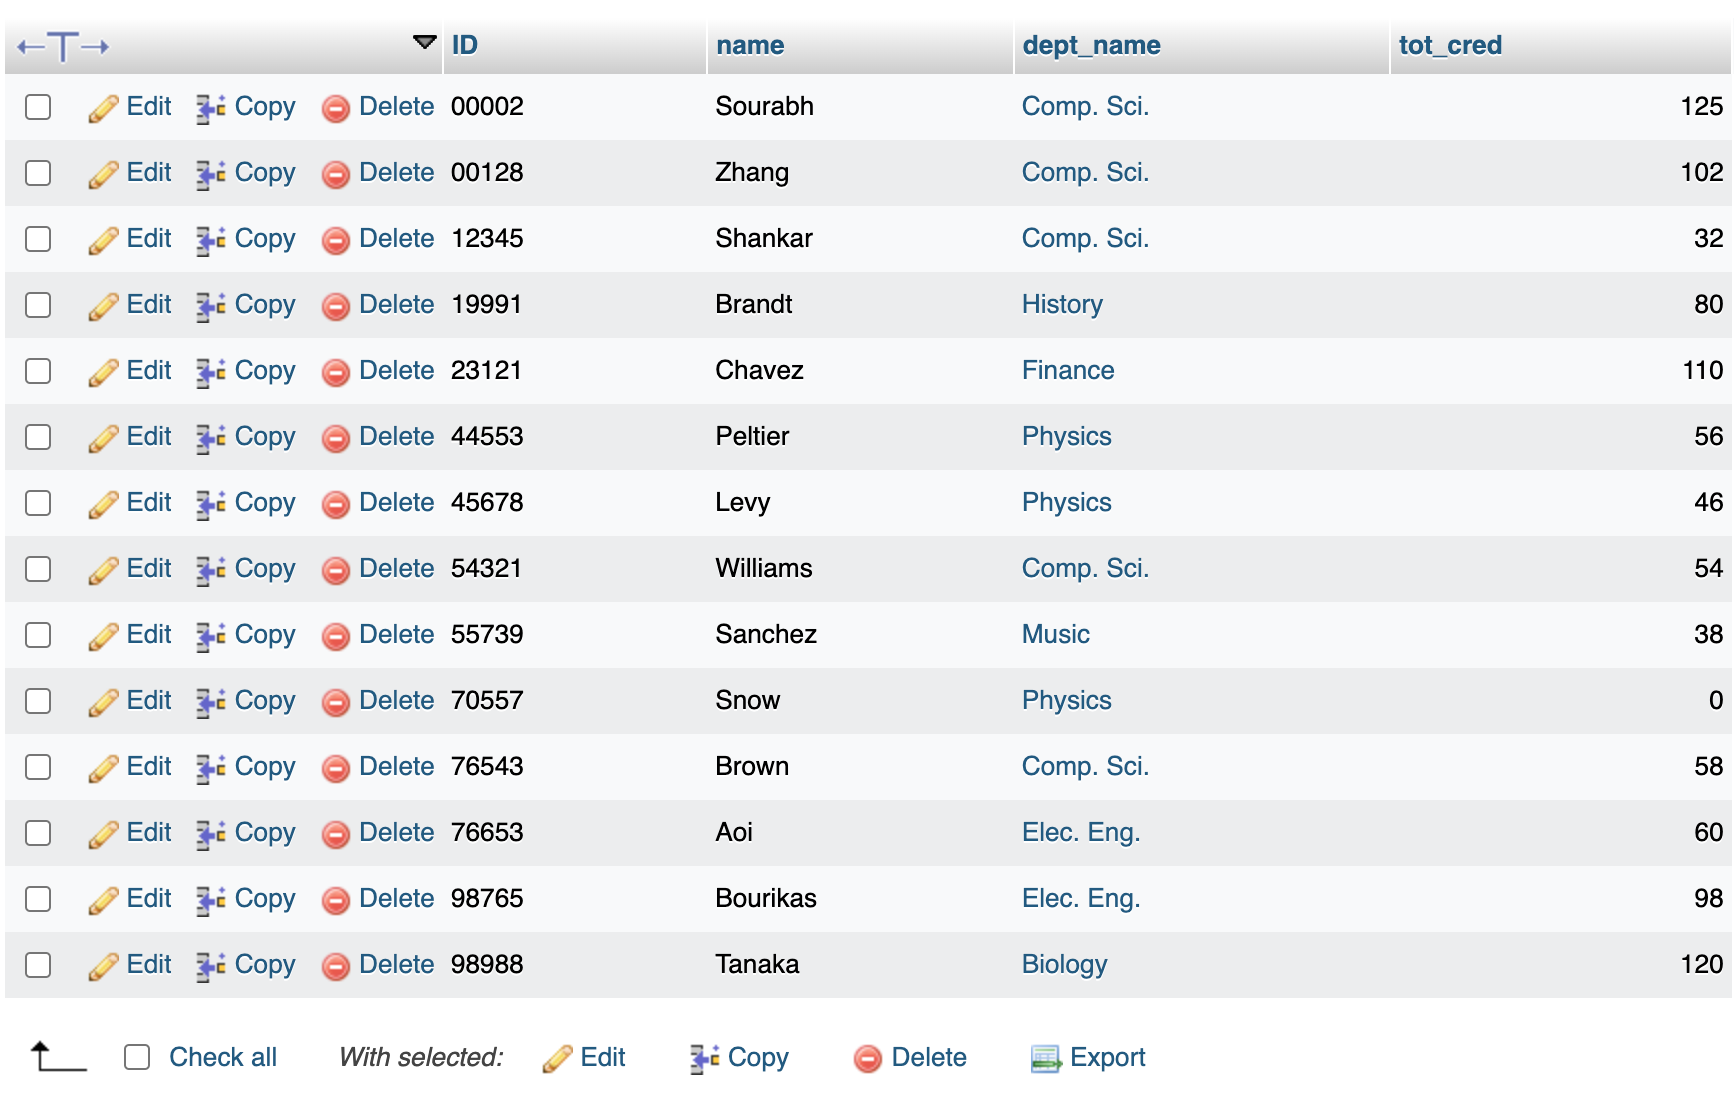 ID name dept_name tot_cred
Edit Copy Delete 00002 Sourabh Comp. Sci. 125
Edit Copy Delete 00128 Zhang Comp. Sci. 102
Edit Copy Delete 12345 Shankar Comp. Sci. 32
Edit Copy Delete 19991 Brandt History 80
Edit Copy Delete 23121 Chavez Finance 110
Edit Copy Delete 44553 Peltier Physics 56
Edit Copy Delete 45678 Levy Physics 46
Edit Copy Delete 54321 Williams Comp. Sci. 54
Edit Copy Delete 55739 Sanchez Music 38
Edit Copy Delete 70557 Snow Physics 0
Edit Copy Delete 76543 Brown Comp. Sci. 58
Edit Copy Delete 76653 Aoi Elec. Eng. 60
Edit Copy Delete 98765 Bourikas Elec. Eng. 98
Edit Copy Delete 98988 Tanaka Biology 120
Check all With selected: Edit Copy Delete Export